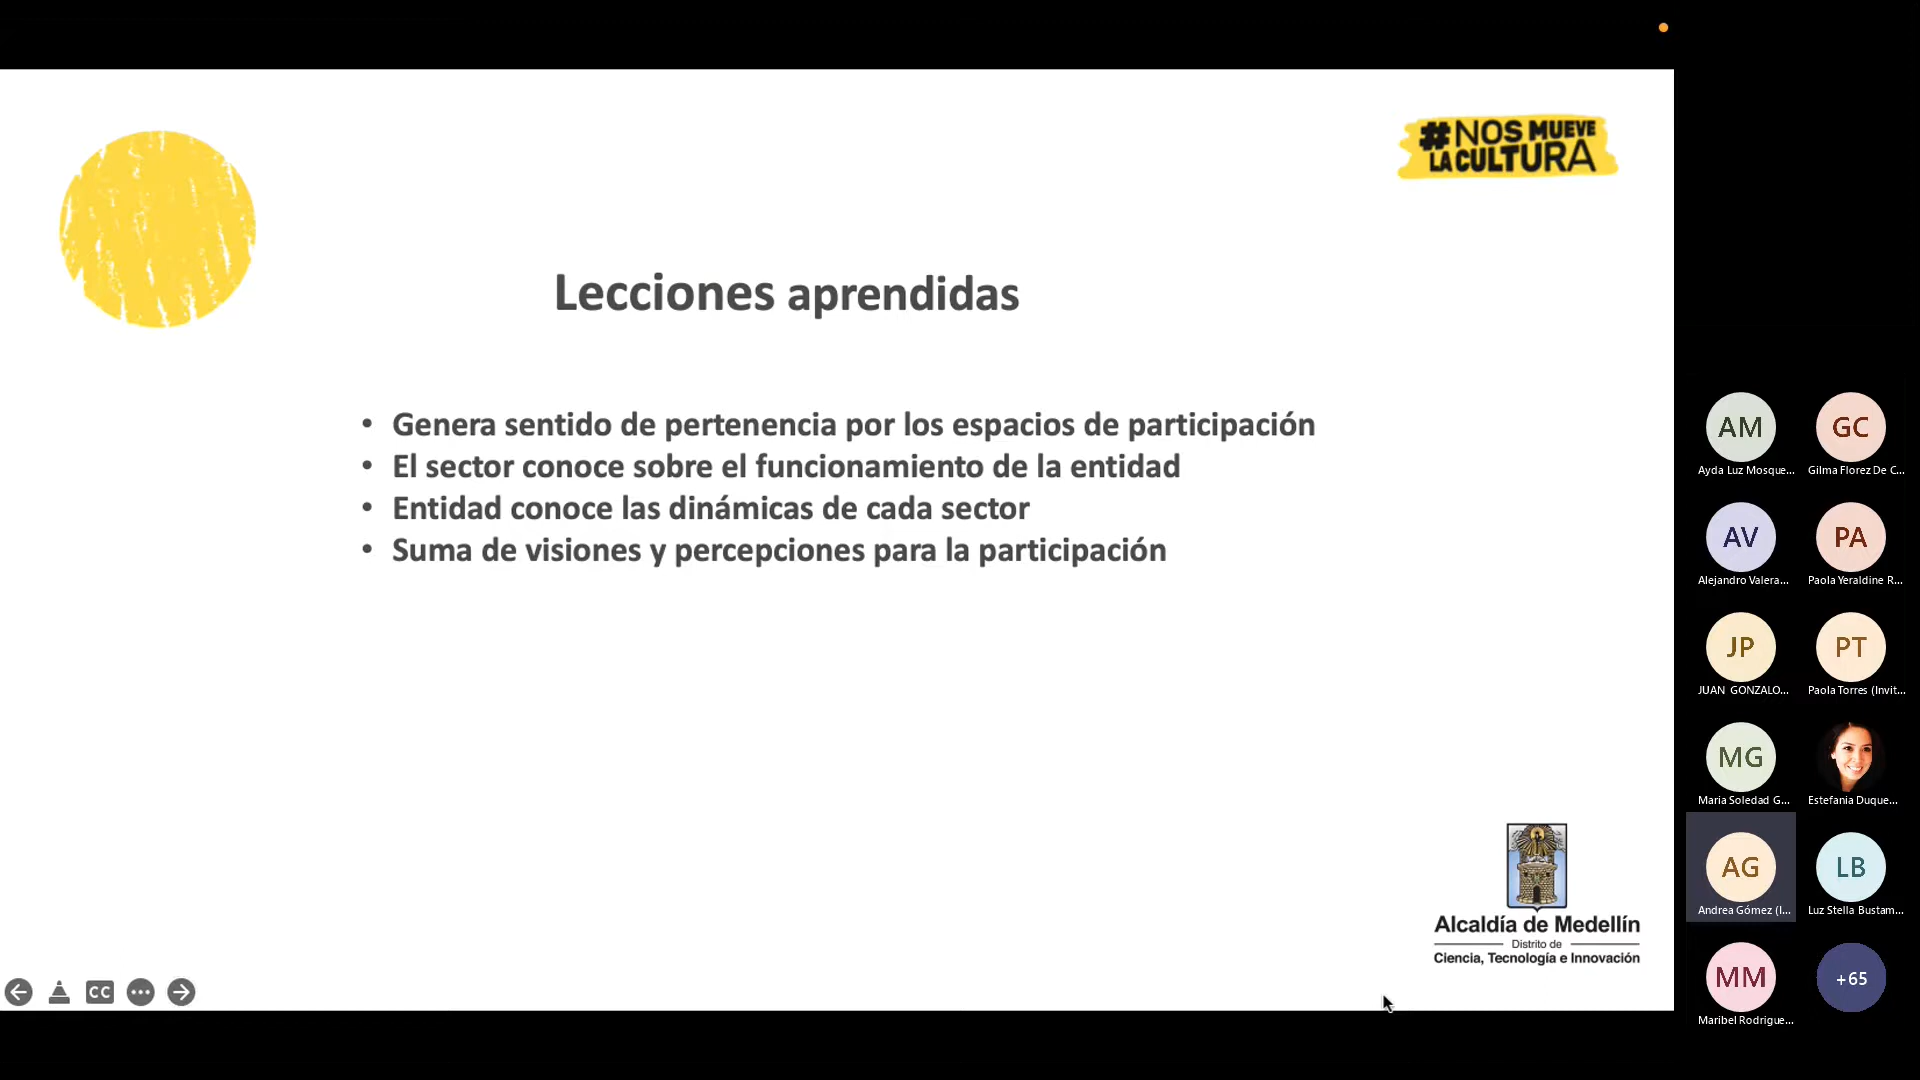 #NOS MUEVE
LA CULTURA
Lecciones aprendidas
• Genera sentido de pertenencia por los espacios de participación
• El sector conoce sobre el funcionamiento de la entidad
• Entidad conoce las dinámicas de cada sector
• Suma de visiones y percepciones para la participación
Alcaldía de Medellín
Distrito de
Ciencia, Tecnología e Innovación
CC
AM
GC
Ayda Luz Mosque...
Gilma Florez De C...
AV
PA
Alejandro Valera...
Paola Yeraldine R...
JP
PT
JUAN GONZALO...
Paola Torres (Invit...
MG
Maria Soledad G...
Estefania Duque...
AG
LB
Andrea Gómez (I...
Luz Stella Bustam...
MM
+65
Maribel Rodrigue...